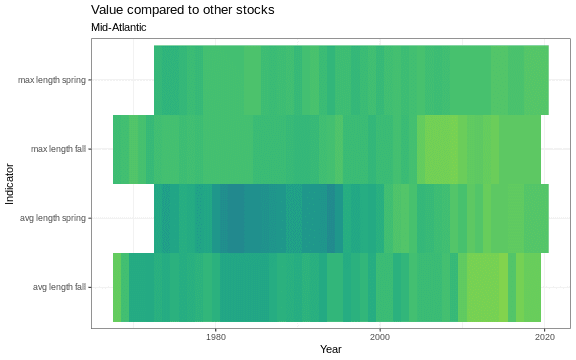 Value compared to other stocks
Mid-Atlantic
max length spring
max length fall
avg length spring
avg length fall
Indicator
1980 2000 2020
Year